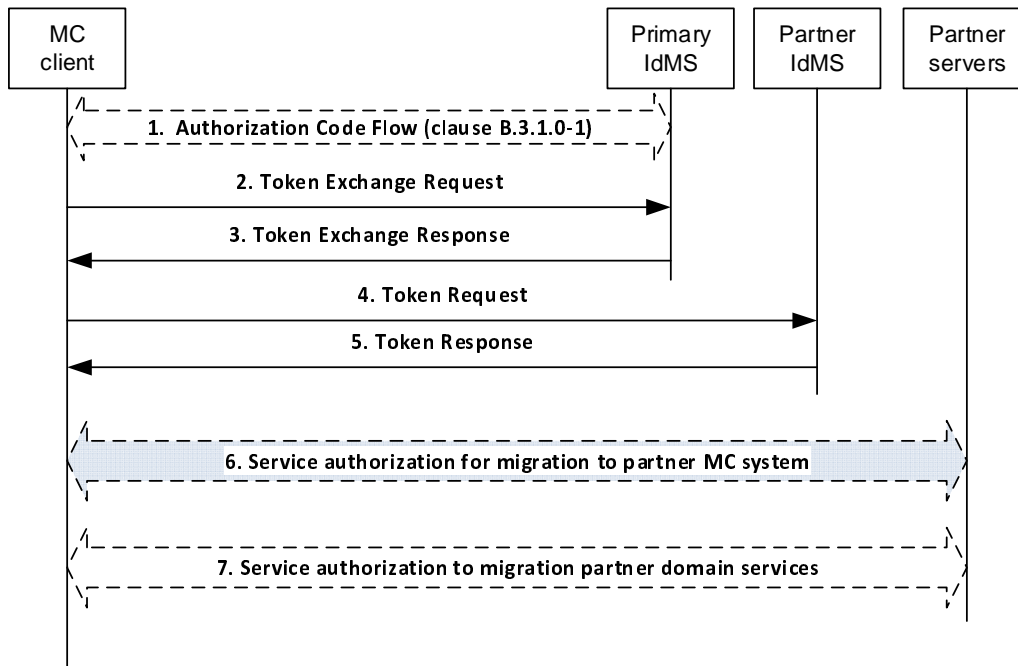 MC
client
Primary
IdMS
Partner
IdMS
Partner
servers
1. Authorization Code Flow (clause B.3.1.0-1)
2. Token Exchange Request
3. Token Exchange Response
4. Token Request
5. Token Response
6. Service authorization for migration to partner MC system
7. Service authorization to migration partner domain services